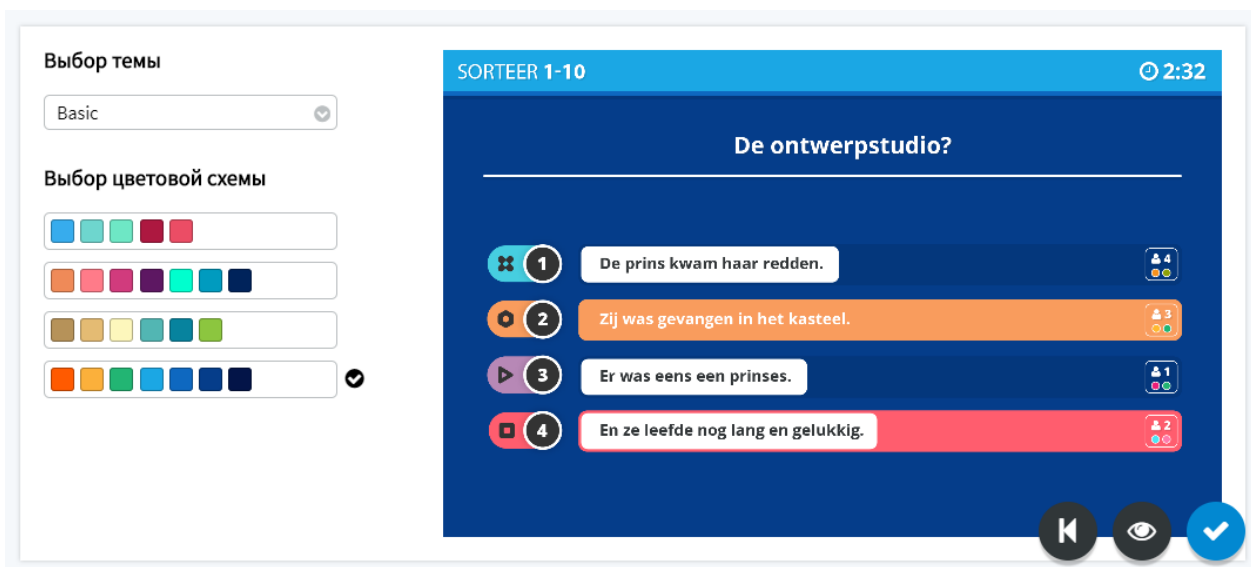 Выбор темы
Basic
Выбор цветовой схемы
SORTEER 1-10
2:32
De ontwerpstudio?
1 De prins kwam haar redden. 4
2 Zij was gevangen in het kasteel. 3
3 Er was eens een prinses. 1
4 En ze leefde nog lang en gelukkig. 2